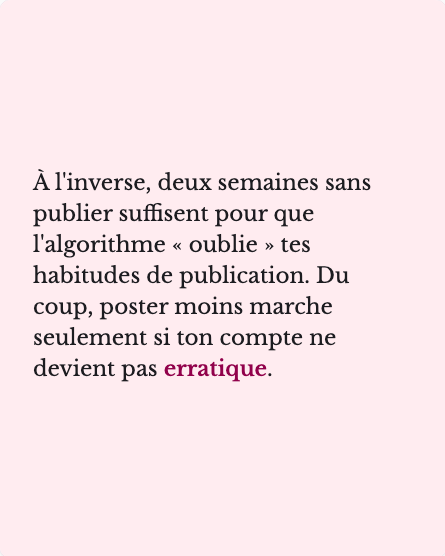 À l'inverse, deux semaines sans
publier suffisent pour que
l'algorithme « oublie » tes
habitudes de publication. Du
coup, poster moins marche
seulement si ton compte ne
devient pas erratique.